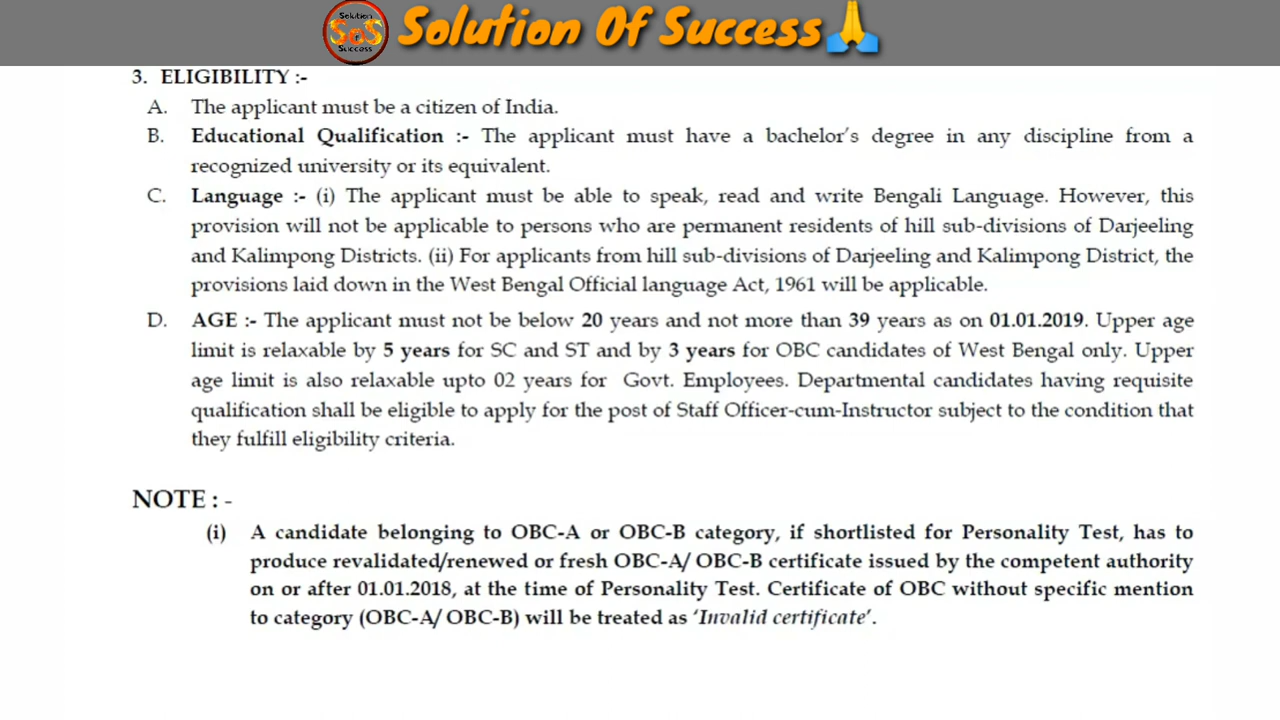 Solution
SoS
Success
Solution Of Success🙏
3. ELIGIBILITY :-
A. The applicant must be a citizen of India.
B. Educational Qualification :- The applicant must have a bachelor's degree in any discipline from a
recognized university or its equivalent.
C. Language :- (i) The applicant must be able to speak, read and write Bengali Language. However, this
provision will not be applicable to persons who are permanent residents of hill sub-divisions of Darjeeling
and Kalimpong Districts. (ii) For applicants from hill sub-divisions of Darjeeling and Kalimpong District, the
provisions laid down in the West Bengal Official language Act, 1961 will be applicable.
D. AGE :- The applicant must not be below 20 years and not more than 39 years as on 01.01.2019. Upper age
limit is relaxable by 5 years for SC and ST and by 3 years for OBC candidates of West Bengal only. Upper
age limit is also relaxable upto 02 years for Govt. Employees. Departmental candidates having requisite
qualification shall be eligible to apply for the post of Staff Officer-cum-Instructor subject to the condition that
they fulfill eligibility criteria.
NOTE : -
(i) A candidate belonging to OBC-A or OBC-B category, if shortlisted for Personality Test, has to
produce revalidated/renewed or fresh OBC-A/ OBC-B certificate issued by the competent authority
on or after 01.01.2018, at the time of Personality Test. Certificate of OBC without specific mention
to category (OBC-A/ OBC-B) will be treated as 'Invalid certificate'.